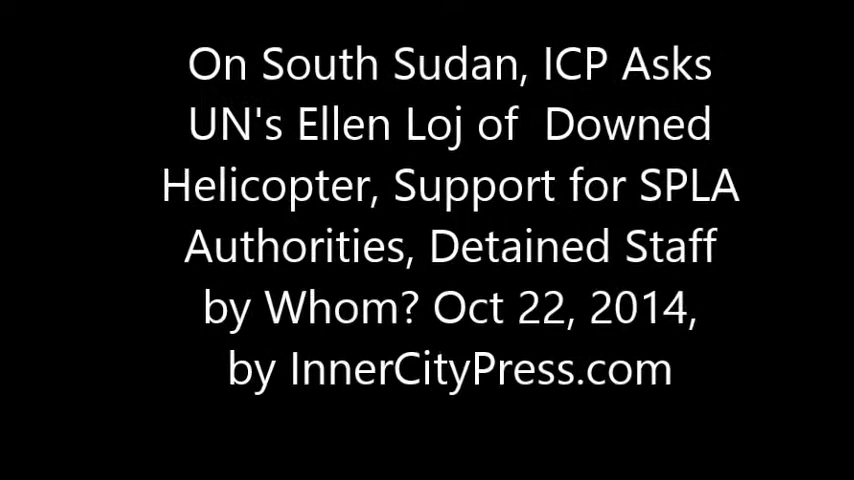 On South Sudan, ICP Asks
UN's Ellen Loj of  Downed
Helicopter, Support for SPLA
Authorities, Detained Staff
by Whom? Oct 22, 2014,
by InnerCityPress.com